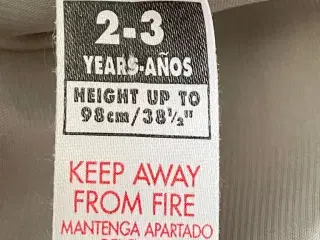 2-3
YEARS-AÑOS
HEIGHT UP TO
98cm/38½"
KEEP AWAY
FROM FIRE
MANTENGA APARTADO